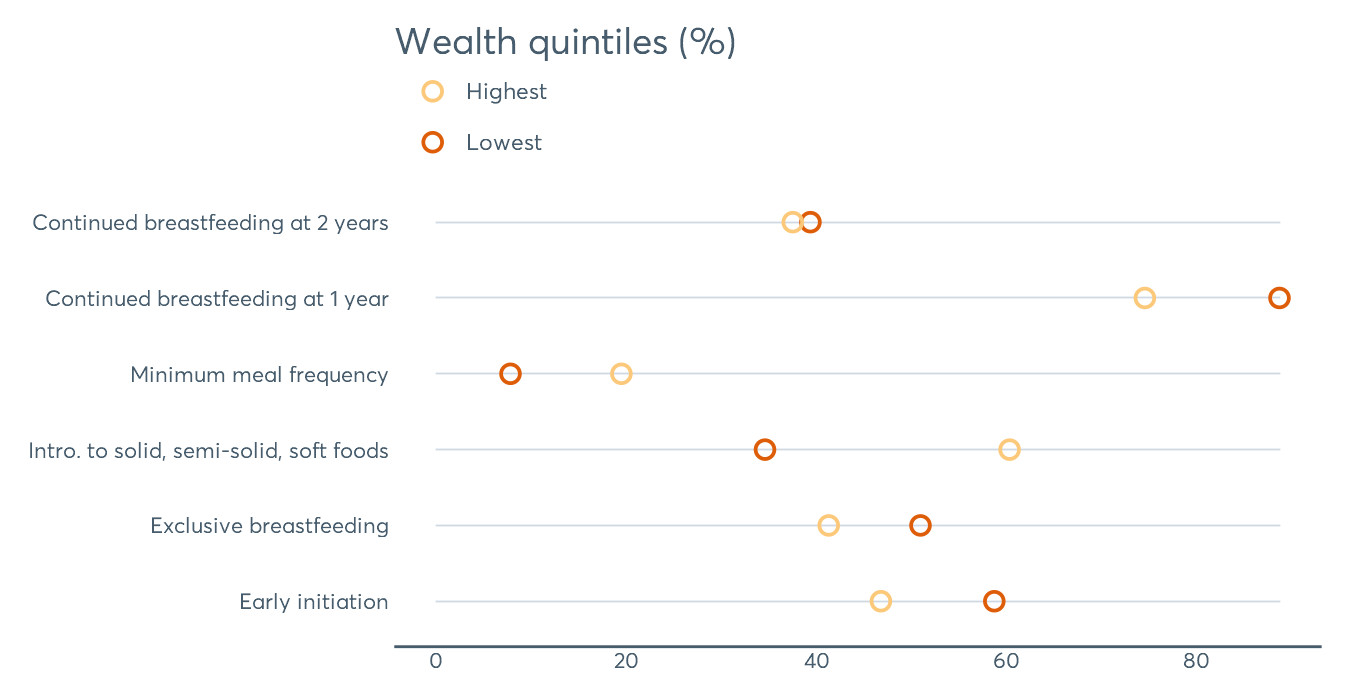 Wealth quintiles (%)
Highest
Lowest
Continued breastfeeding at 2 years
Continued breastfeeding at 1 year
Minimum meal frequency
Intro. to solid, semi-solid, soft foods
Exclusive breastfeeding
Early initiation
0 20 40 60 80